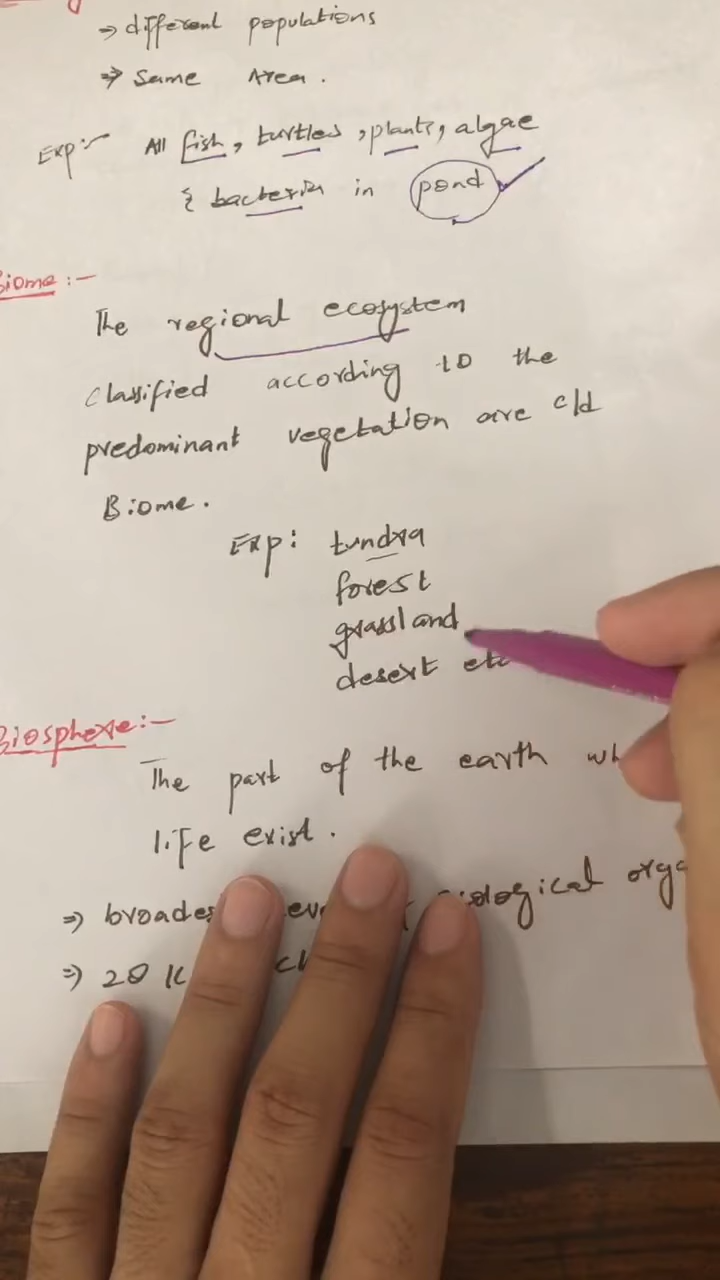 ⇒ different populations
⇒ Same Area.
Exp:- All fish, turtles, plants, algae
& bacteria in pond ✓
Biome:-
The regional ecosystem
classified according to the
predominant vegetation are c/d
Biome.
Exp: tundra
forest
grassland
desert etc
Biosphere:-
The part of the earth
life exist.
⇒
⇒ 20